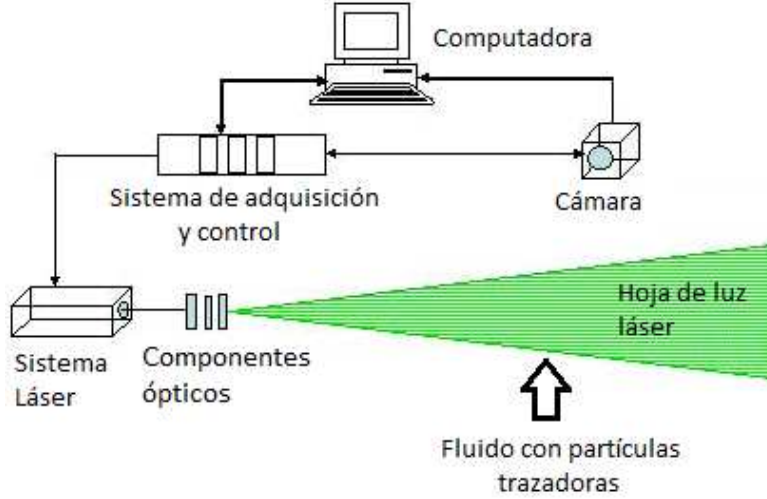 Computadora
Sistema de adquisición
y control
Cámara
Hoja de luz
láser
Sistema
Láser
Componentes
ópticos
Fluido con partículas
trazadoras